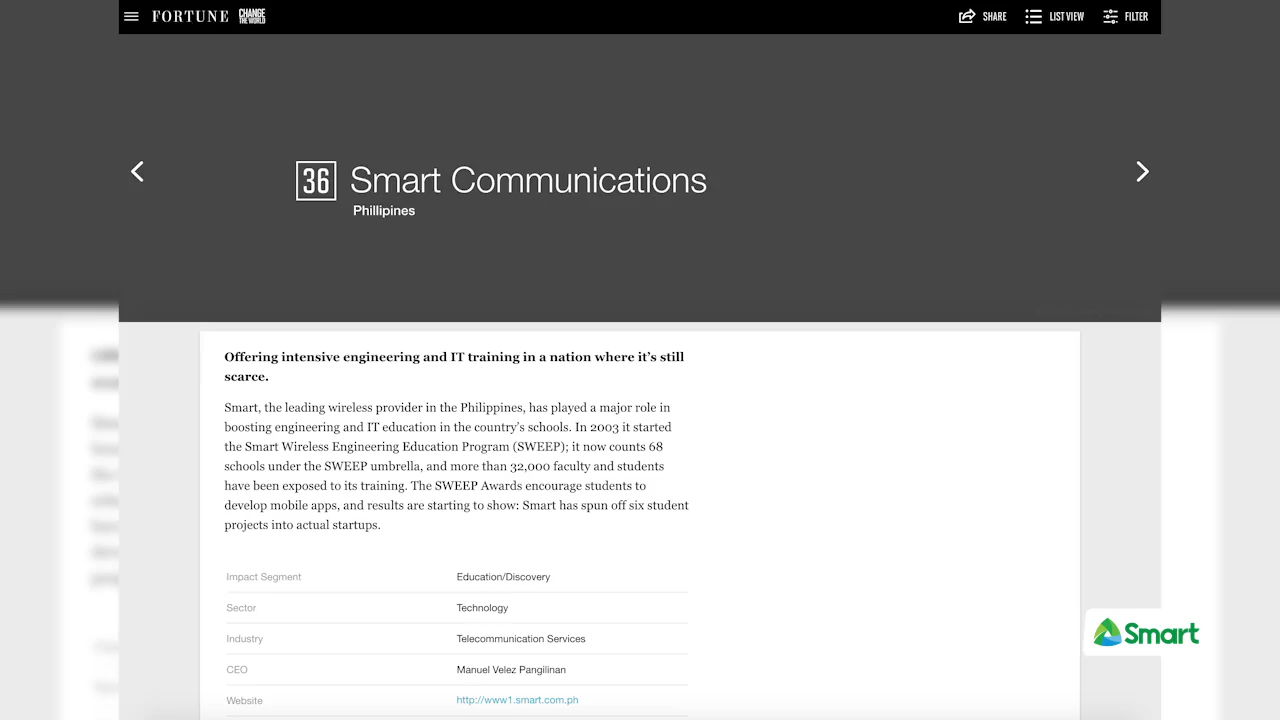 FORTUNE CHANGE THE WORLD SHARE LIST VIEW FILTER
36 Smart Communications
Phillipines
Offering intensive engineering and IT training in a nation where it's still
scarce.
Smart, the leading wireless provider in the Philippines, has played a major role in
boosting engineering and IT education in the country's schools. In 2003 it started
the Smart Wireless Engineering Education Program (SWEEP); it now counts 68
schools under the SWEEP umbrella, and more than 32,000 faculty and students
have been exposed to its training. The SWEEP Awards encourage students to
develop mobile apps, and results are starting to show: Smart has spun off six student
projects into actual startups.
Impact Segment Education/Discovery
Sector Technology
Industry Telecommunication Services
Smart
CEO Manuel Velez Pangilinan
Website http://www1.smart.com.ph